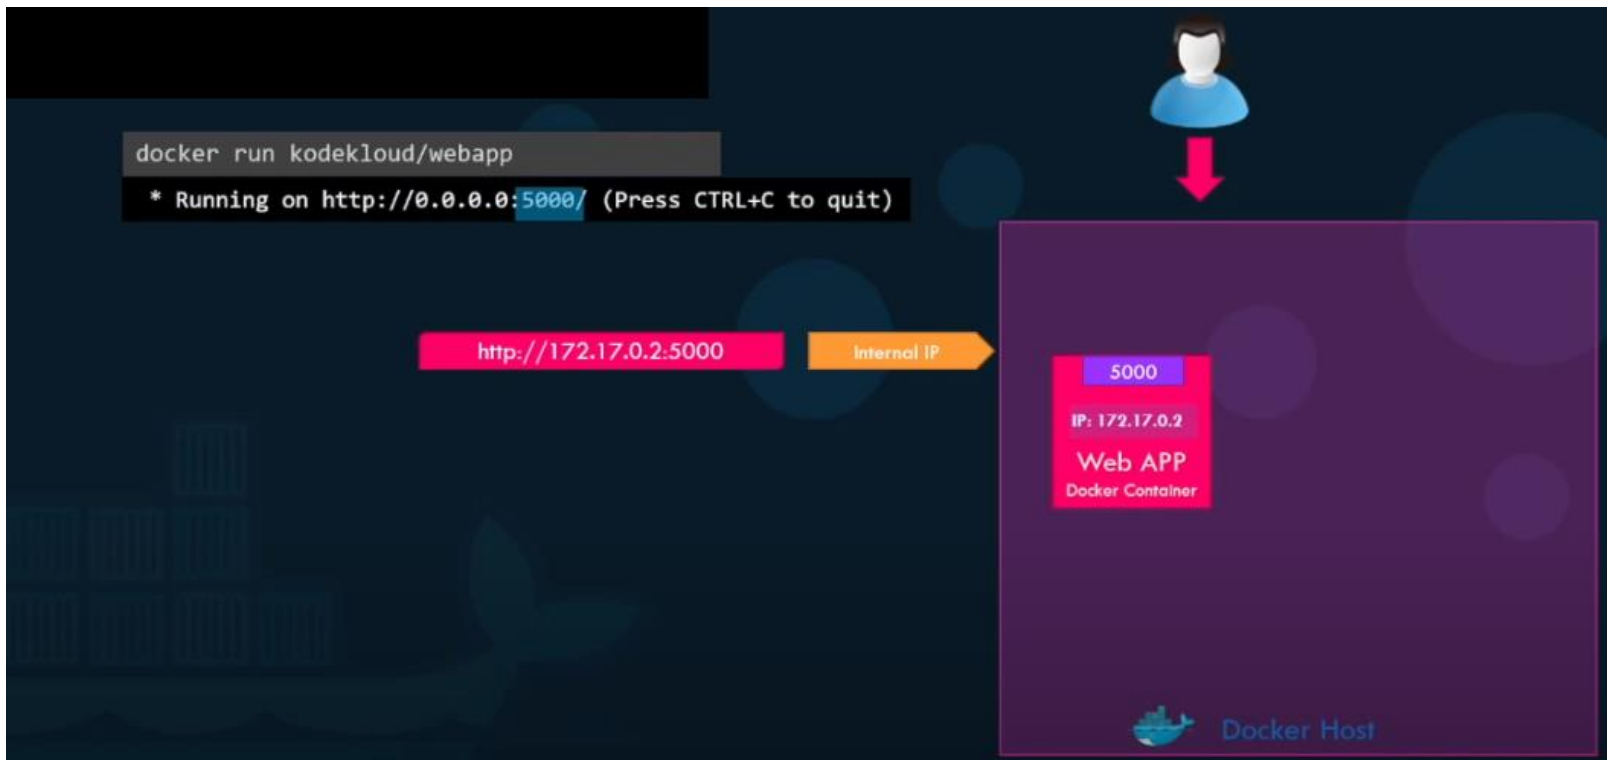 docker run kodekloud/webapp
* Running on http://0.0.0.0:5000/ (Press CTRL+C to quit)
http://172.17.0.2:5000
Internal IP
5000
IP: 172.17.0.2
Web APP
Docker Container
Docker Host